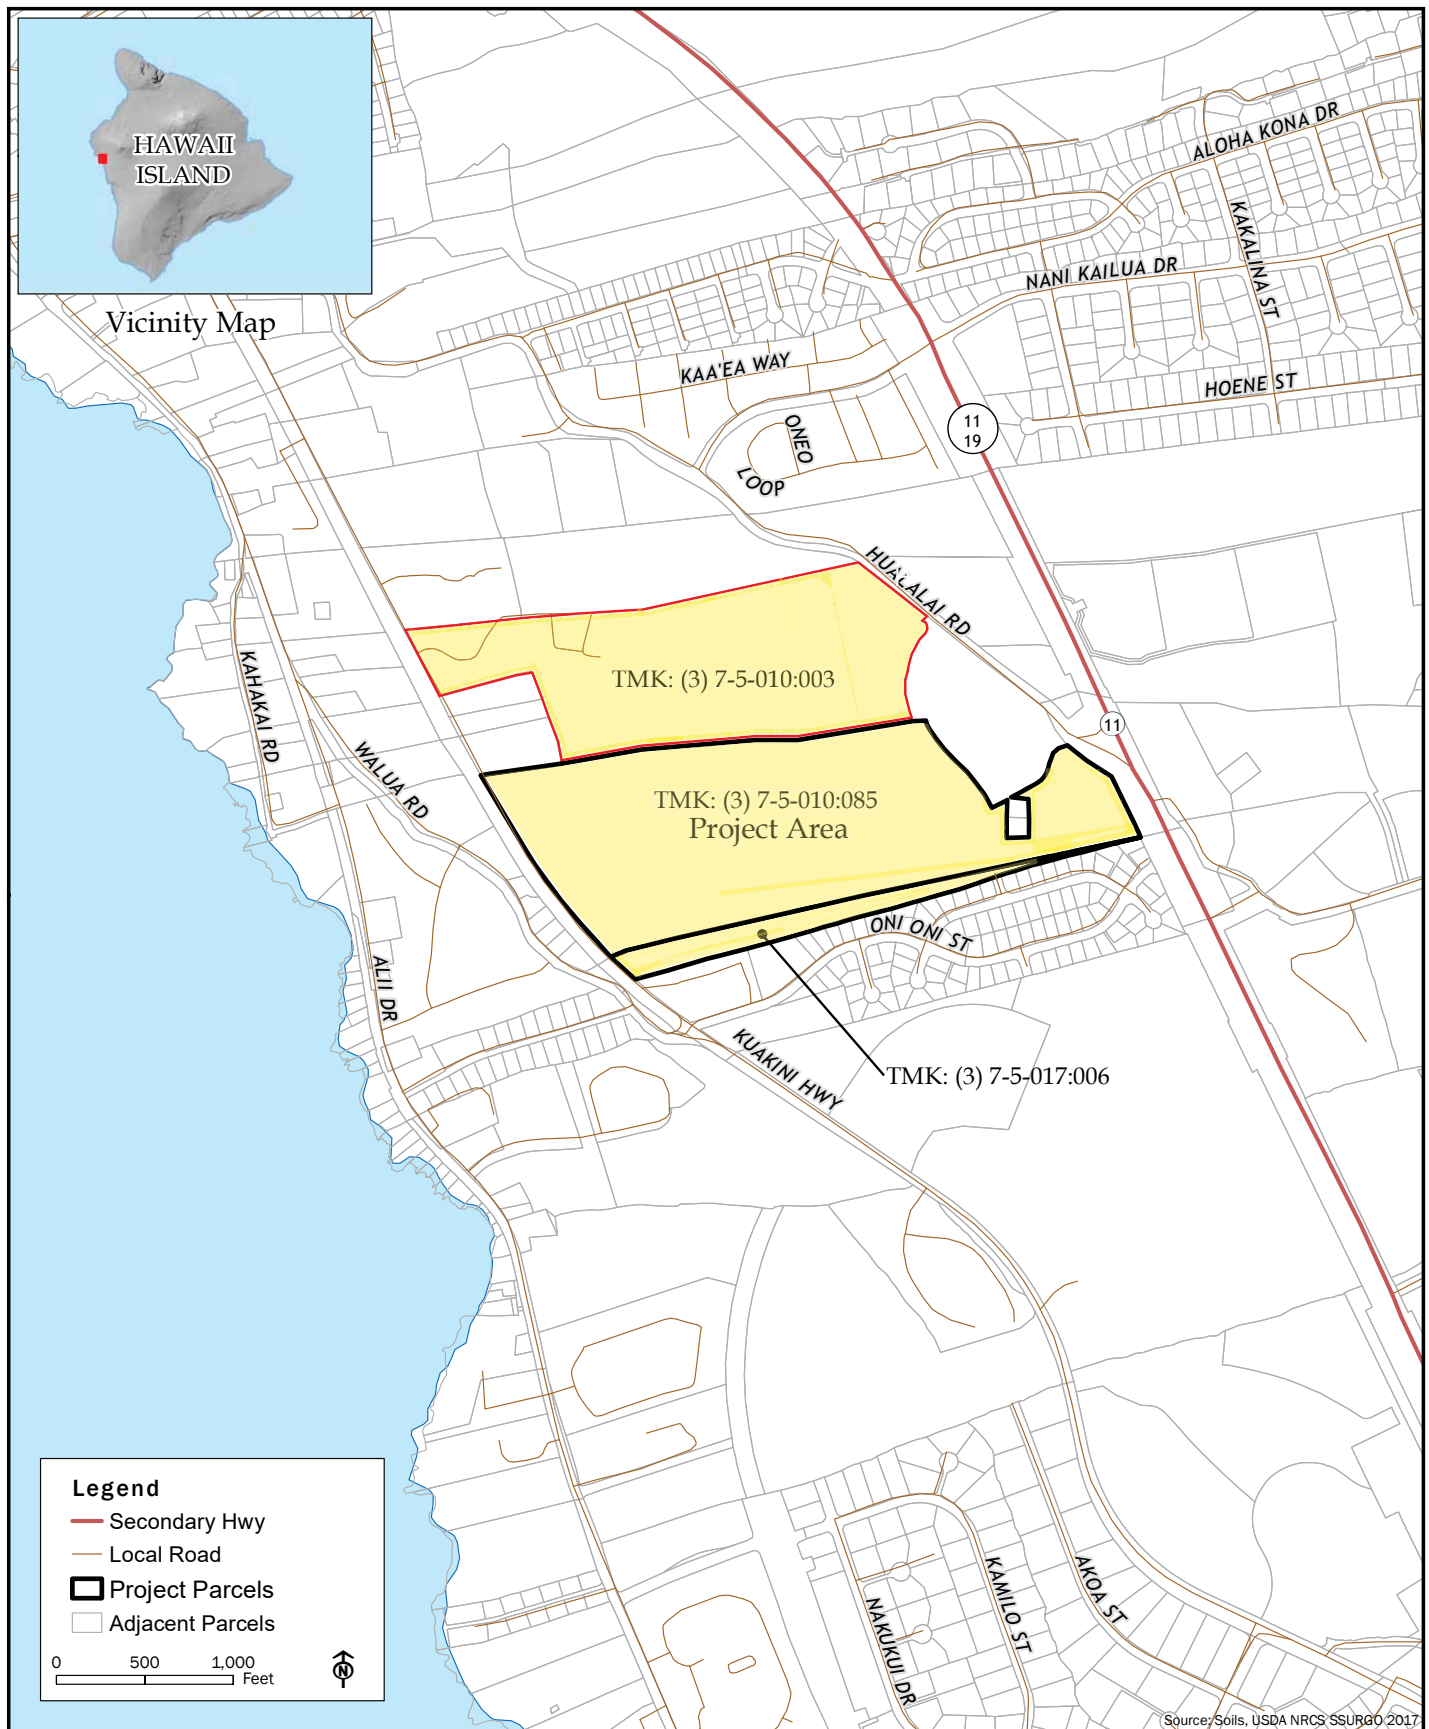 HAWAII
ISLAND
Vicinity Map
ALOHA KONA DR
KAKALINA ST
NANI KAILUA DR
KAA'EA WAY
HOENE ST
ONEO
LOOP
11
19
HUALALAI RD
TMK: (3) 7-5-010:003
KAHAKAI RD
11
WALUA RD
TMK: (3) 7-5-010:085
Project Area
ONI ONI ST
ALII DR
KUAKINI HWY
TMK: (3) 7-5-017:006
Legend
Secondary Hwy
Local Road
Project Parcels
Adjacent Parcels
0 500 1,000
Feet
N
NAKUKUI DR
KAMILO ST
AKOA ST
Source: Soils, USDA NRCS SSURGO 2017